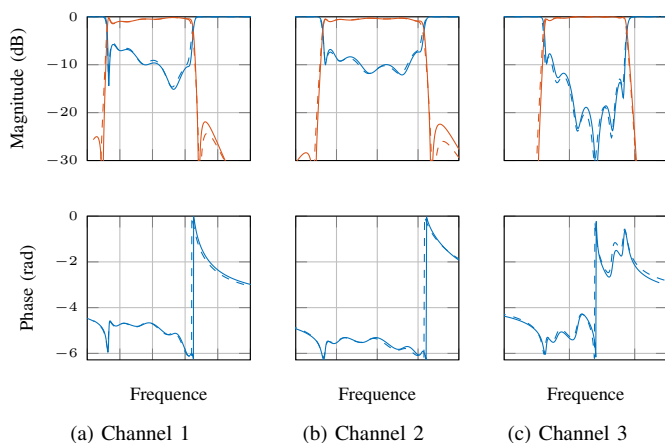 Magnitude (dB)
0
−10
−20
−30
Phase (rad)
0
−2
−4
−6
Frequence
Frequence
Frequence
(a) Channel 1
(b) Channel 2
(c) Channel 3